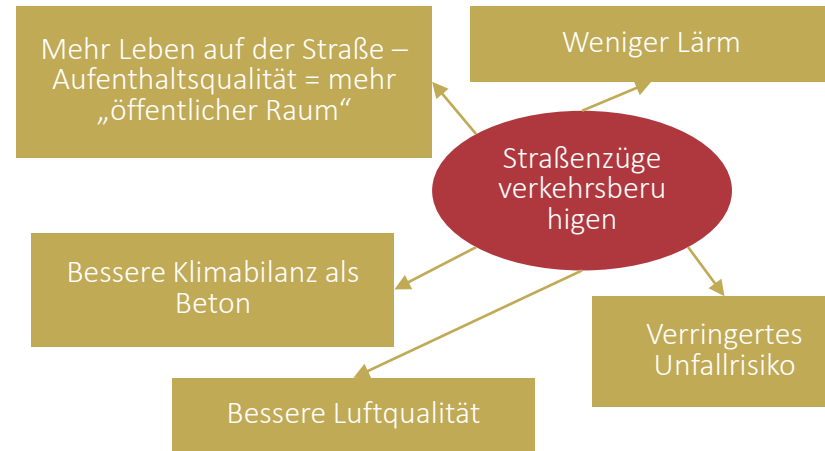 Mehr Leben auf der Straße –
Aufenthaltsqualität = mehr
„öffentlicher Raum“
Weniger Lärm
Straßenzüge
verkehrsberu
higen
Bessere Klimabilanz als
Beton
Verringertes
Unfallrisiko
Bessere Luftqualität